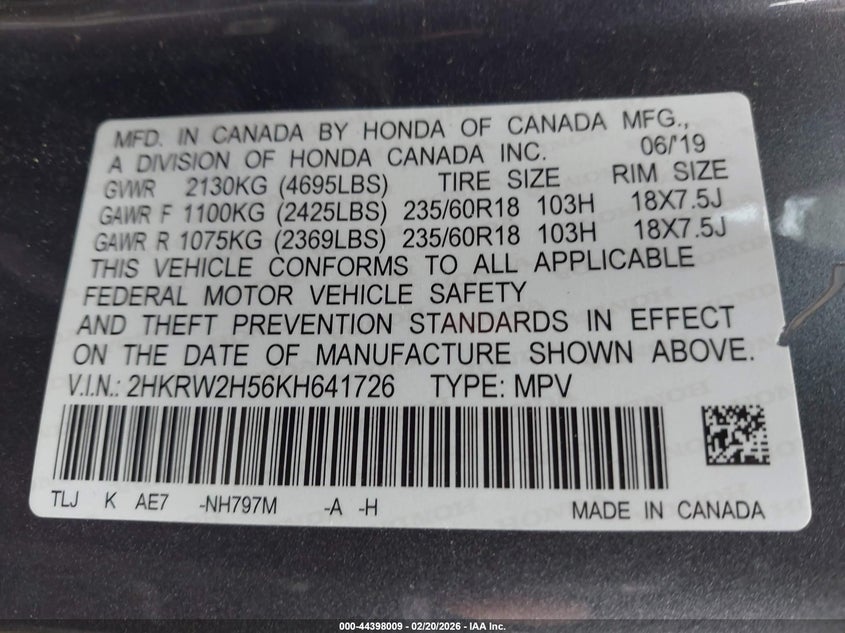 MFD. IN CANADA BY HONDA OF CANADA MFG.,
A DIVISION OF HONDA CANADA INC. 06/'19
GVWR 2130KG (4695LBS) TIRE SIZE RIM SIZE
GAWR F 1100KG (2425LBS) 235/60R18 103H 18X7.5J
GAWR R 1075KG (2369LBS) 235/60R18 103H 18X7.5J
THIS VEHICLE CONFORMS TO ALL APPLICABLE
FEDERAL MOTOR VEHICLE SAFETY
AND THEFT PREVENTION STANDARDS IN EFFECT
ON THE DATE OF MANUFACTURE SHOWN ABOVE.
V.I.N.: 2HKRW2H56KH641726 TYPE: MPV
TLJ K AE7 -NH797M -A -H MADE IN CANADA
000-44398009 - 02/20/2026 - IAA Inc.